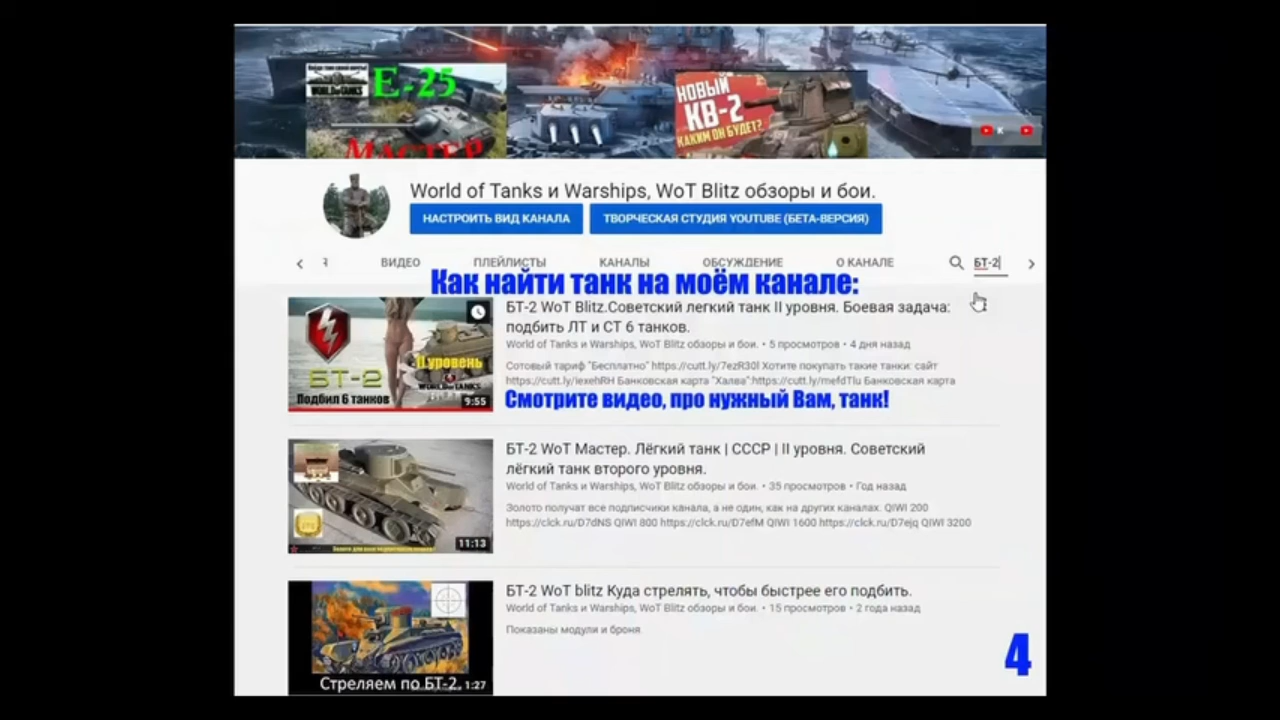 E-25
МАСТЕР
WORLD OF TANKS
НОВЫЙ
КВ-2
КАКИМ ОН БУДЕТ?
К
World of Tanks и Warships, WoT Blitz обзоры и бои.
НАСТРОИТЬ ВИД КАНАЛА
ТВОРЧЕСКАЯ СТУДИЯ YOUTUBE (БЕТА-ВЕРСИЯ)
ВИДЕО ПЛЕЙЛИСТЫ КАНАЛЫ ОБСУЖДЕНИЕ О КАНАЛЕ БТ-2
Как найти танк на моём канале:
БТ-2 WoT Blitz.Советский легкий танк II уровня. Боевая задача:
подбить ЛТ и СТ 6 танков.
World of Tanks и Warships, WoT Blitz обзоры и бои. • 5 просмотров • 4 дня назад
Сотовый тариф "Бесплатно" https://cutt.ly/7ezR30l Хотите покупать такие танки: сайт
https://cutt.ly/iexehRH Банковская карта "Халва":https://cutt.ly/mefdTlu Банковская карта
Смотрите видео, про нужный Вам, танк!
II уровень
БТ-2
WORLD OF TANKS
Подбил 6 танков
9:55
БТ-2 WoT Мастер. Лёгкий танк | СССР | II уровня. Советский
лёгкий танк второго уровня.
World of Tanks и Warships, WoT Blitz обзоры и бои. • 35 просмотров • Год назад
Золото получат все подписчики канала, а не один, как на других каналах. QIWI 200
https://clck.ru/D7dNS QIWI 800 https://clck.ru/D7efM QIWI 1600 https://clck.ru/D7ejq QIWI 3200
11:13
БТ-2 WoT blitz Куда стрелять, чтобы быстрее его подбить.
World of Tanks и Warships, WoT Blitz обзоры и бои. • 15 просмотров • 2 года назад
Показаны модули и броня
Стреляем по БТ-2
1:27
4